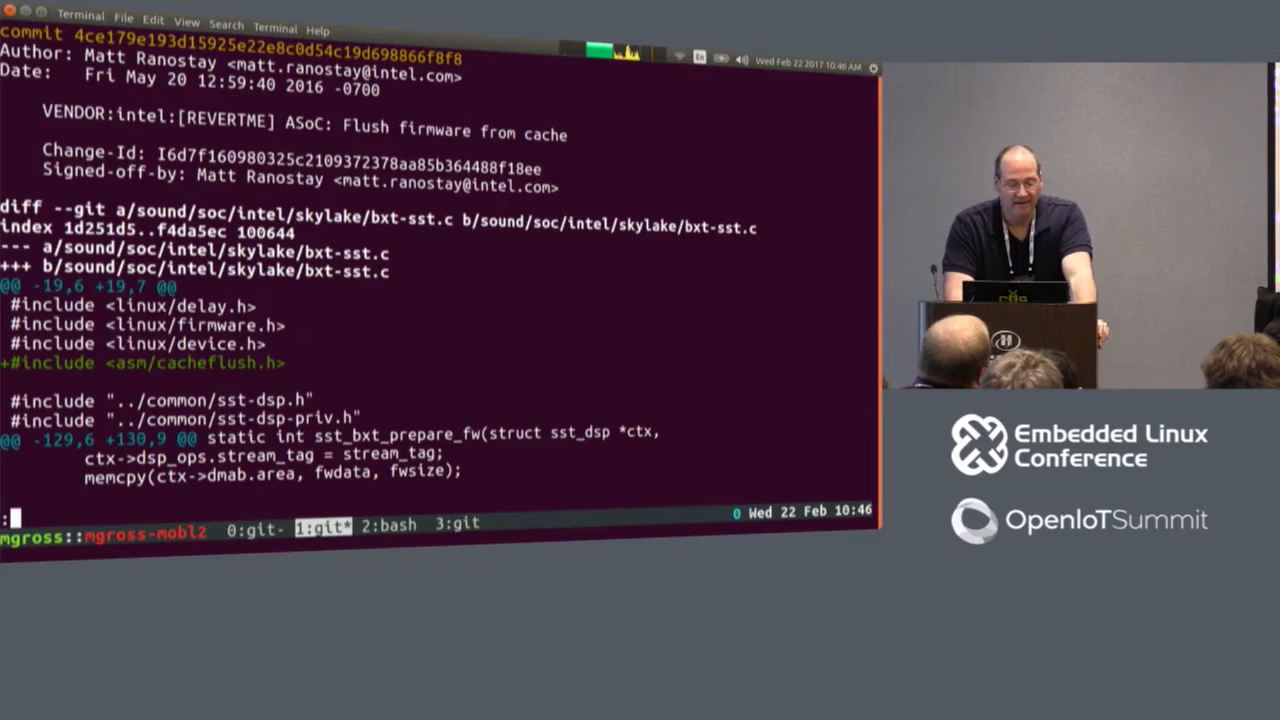 Terminal File Edit View Search Terminal Help
En Wed Feb 22 2017 10:46 AM
commit 4ce179e193d15925e22e8c0d54c19d698866f8f8
Author: Matt Ranostay <matt.ranostay@intel.com>
Date: Fri May 20 12:59:40 2016 -0700
VENDOR:intel:[REVERTME] ASoC: Flush firmware from cache
Change-Id: I6d7f160980325c2109372378aa85b364488f18ee
Signed-off-by: Matt Ranostay <matt.ranostay@intel.com>
diff --git a/sound/soc/intel/skylake/bxt-sst.c b/sound/soc/intel/skylake/bxt-sst.c
index 1d251d5..f4da5ec 100644
--- a/sound/soc/intel/skylake/bxt-sst.c
+++ b/sound/soc/intel/skylake/bxt-sst.c
@@ -19,6 +19,7 @@
#include <linux/delay.h>
#include <linux/firmware.h>
#include <linux/device.h>
+#include <asm/cacheflush.h>
#include "../common/sst-dsp.h"
#include "../common/sst-dsp-priv.h"
@@ -129,6 +130,9 @@ static int sst_bxt_prepare_fw(struct sst_dsp *ctx,
ctx->dsp_ops.stream_tag = stream_tag;
memcpy(ctx->dmab.area, fwdata, fwsize);
:
mgross::mgross-mobl2 0:git- 1:git* 2:bash 3:git 0 Wed 22 Feb 10:46
Embedded Linux
Conference
OpenIoTSummit